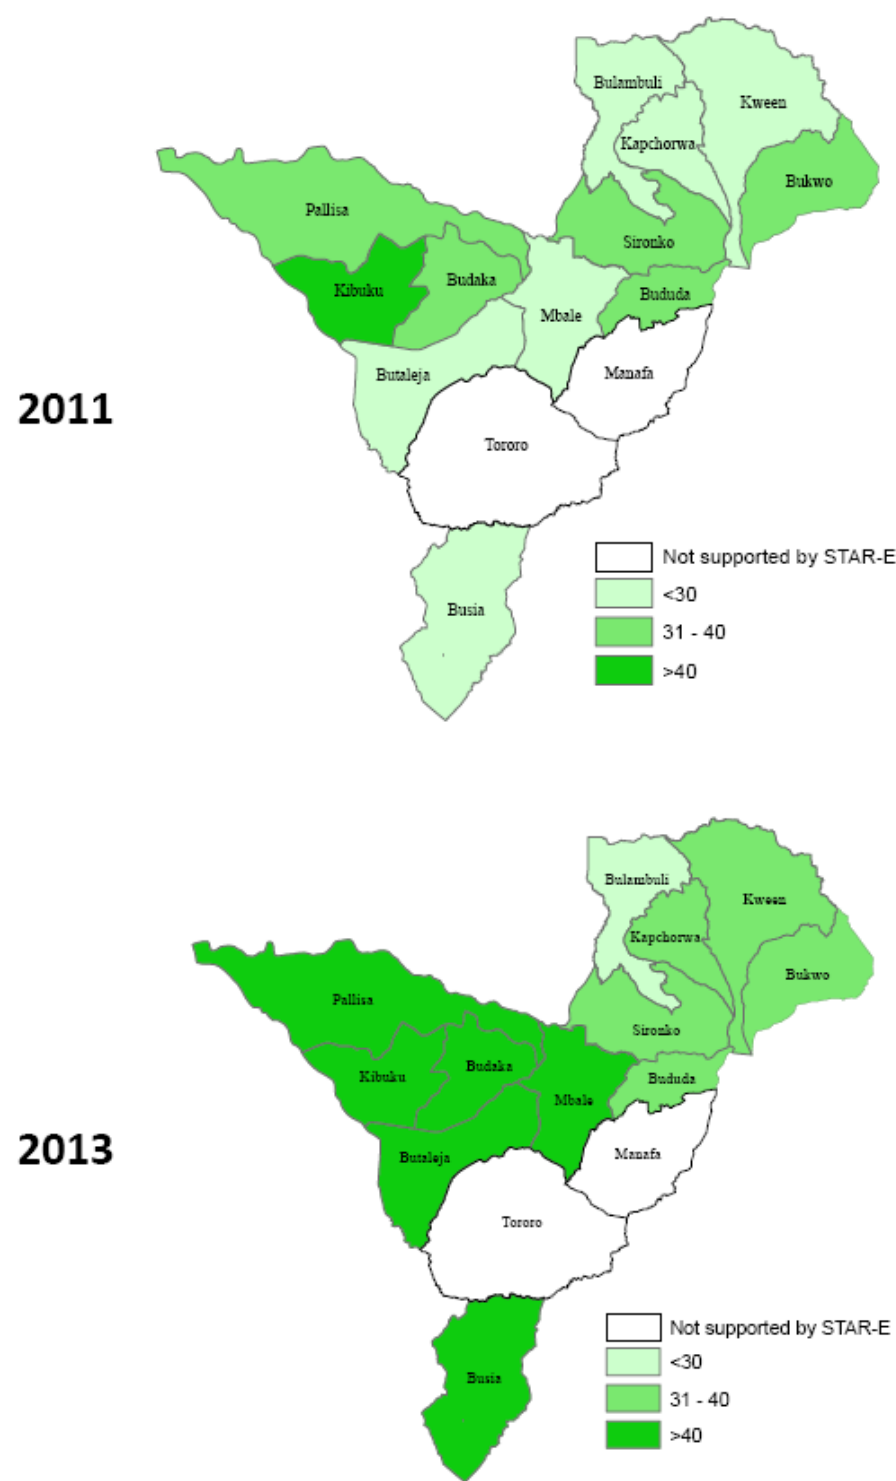 Bulambuli
Kween
Kapchorwa
Bukwo
Pallisa
Sironko
Budaka
Kibuku
Bududa
Mbale
Manafa
Butaleja
2011
Tororo
Not supported by STAR-E
<30
Busia
31 - 40
>40
Bulambuli
Kween
Kapchorwa
Bukwo
Pallisa
Sironko
Budaka
Kibuku
Bududa
Mbale
2013
Manafa
Butaleja
Tororo
Not supported by STAR-E
<30
Busia
31 - 40
>40